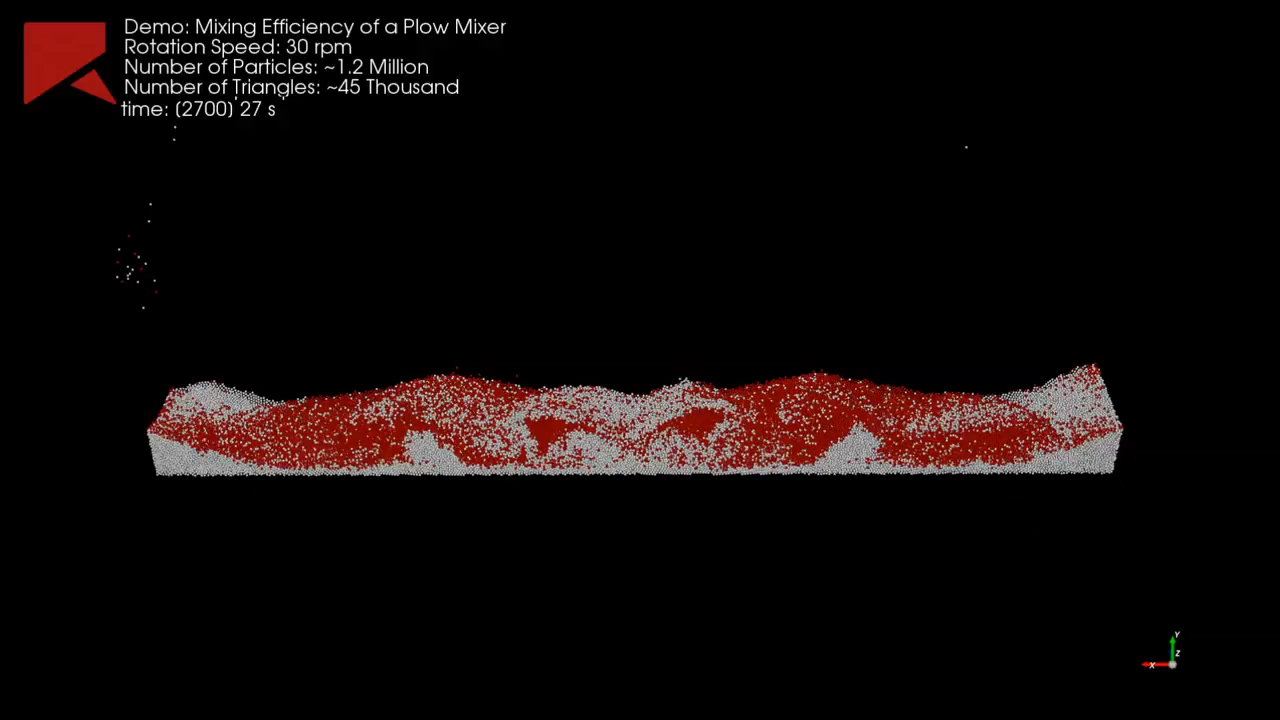 Demo: Mixing Efficiency of a Plow Mixer
Rotation Speed: 30 rpm
Number of Particles: ~1.2 Million
Number of Triangles: ~45 Thousand
time: (2700) 27 s
Y
Z
X